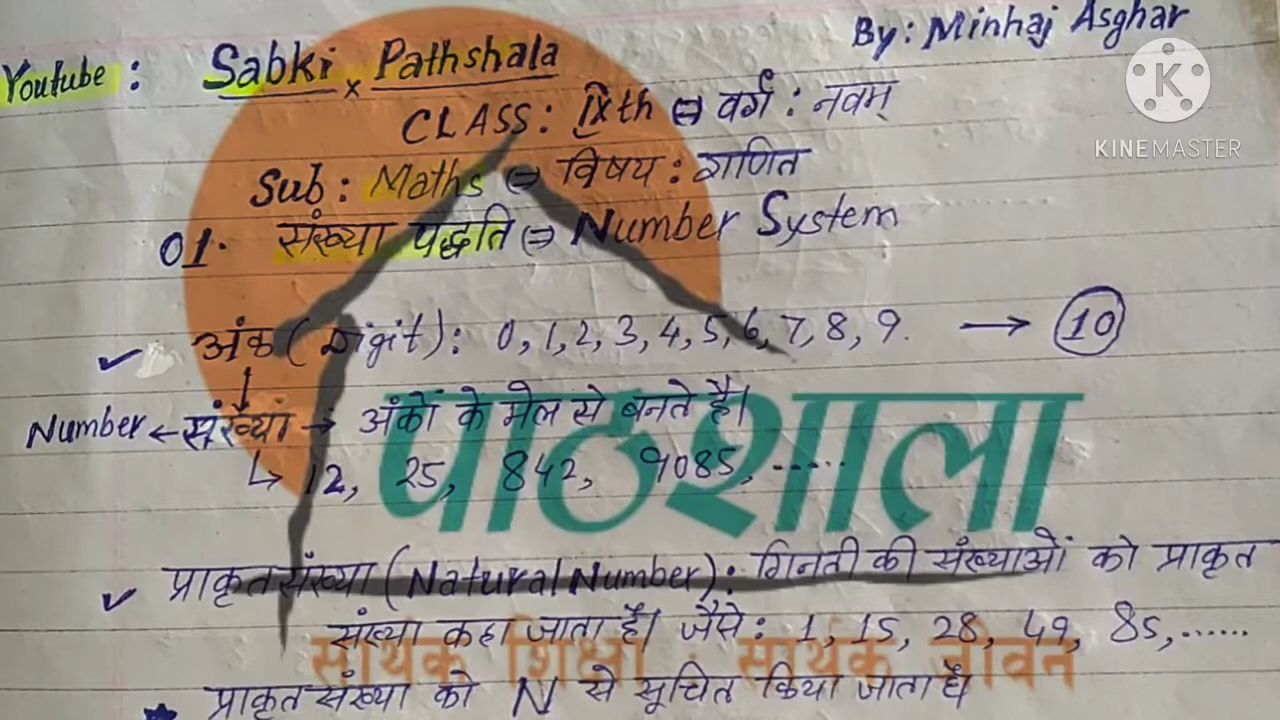 By: Minhaj Asghar
Youtube : Sabki Pathshala
CLASS: IXth ⇔ वर्ग : नवम्
Sub : Maths ⇔ विषय : गणित
01. संख्या पद्धति ⇒ Number System
✓ अंक (Digit) : 0, 1, 2, 3, 4, 5, 6, 7, 8, 9. → 10
↓
Number ← संख्या → अंकों के मेल से बनते है।
↳ 12, 25, 842, 9085, ......
✓ प्राकृत संख्या (Natural Number) : गिनती की संख्याओं को प्राकृत
संख्या कहा जाता है। जैसे : 1, 15, 28, 49, 85, ......
★ प्राकृत संख्या को N से सूचित किया जाता है।
पाठशाला
सार्थक शिक्षा - सार्थक जीवन
K
KINEMASTER